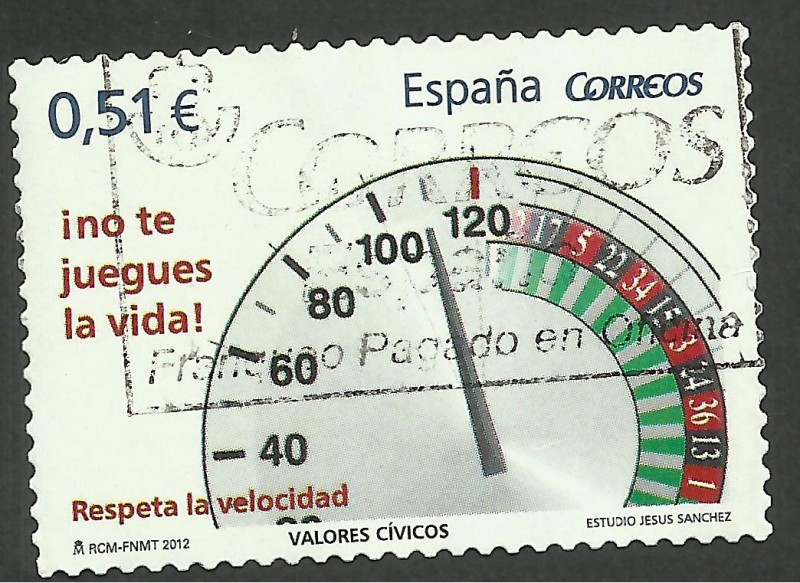 0,51 €
España CORREOS
CORREOS
¡no te
juegues
la vida!
Franqueo Pagado en Oficina
120
100
80
60
40
17 5 22 34 15 3 24 36 13 1
Respeta la velocidad
VALORES CÍVICOS
RCM-FNMT 2012
ESTUDIO JESUS SANCHEZ